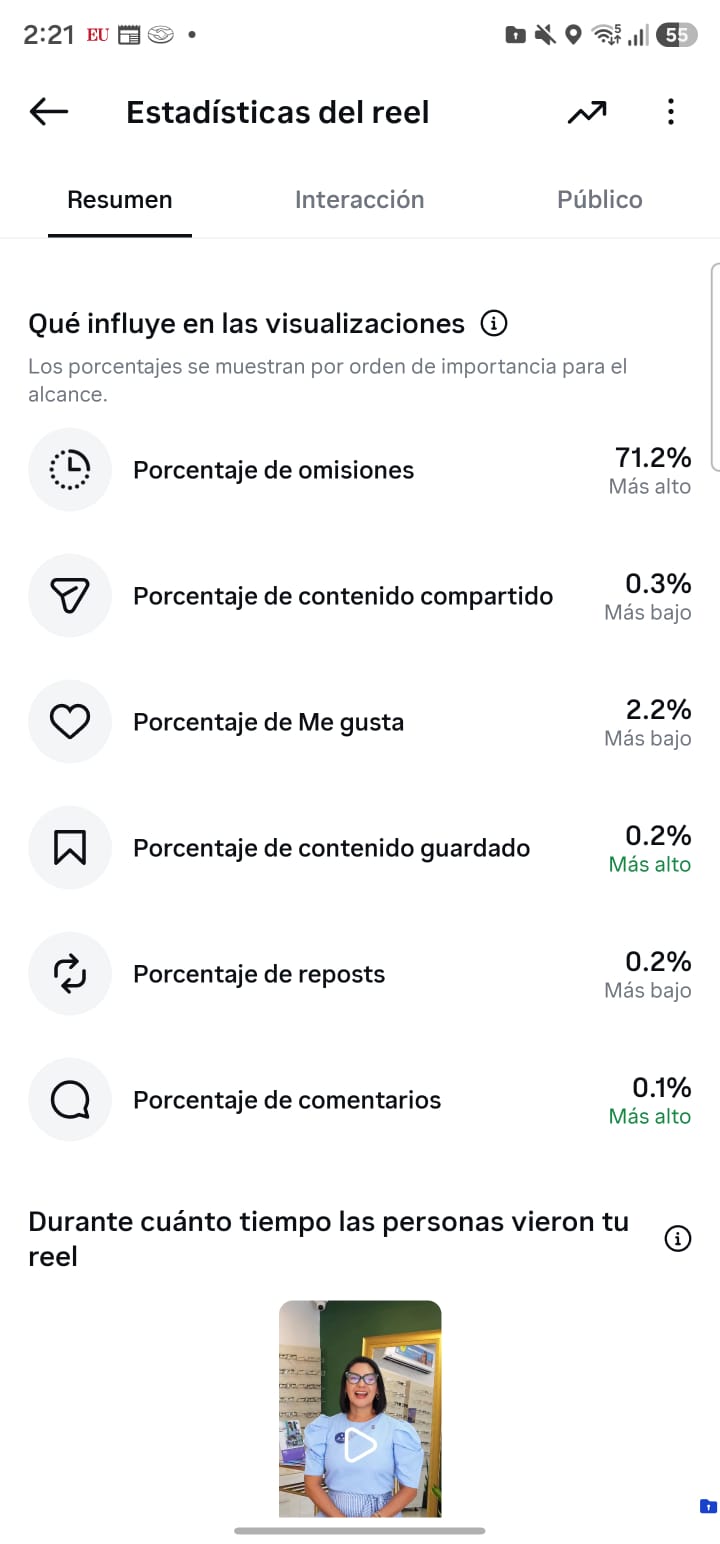 2:21 EU 5 55
Estadísticas del reel
Resumen Interacción Público
Qué influye en las visualizaciones
Los porcentajes se muestran por orden de importancia para el
alcance.
Porcentaje de omisiones 71.2%
Más alto
Porcentaje de contenido compartido 0.3%
Más bajo
Porcentaje de Me gusta 2.2%
Más bajo
Porcentaje de contenido guardado 0.2%
Más alto
Porcentaje de reposts 0.2%
Más bajo
Porcentaje de comentarios 0.1%
Más alto
Durante cuánto tiempo las personas vieron tu
reel